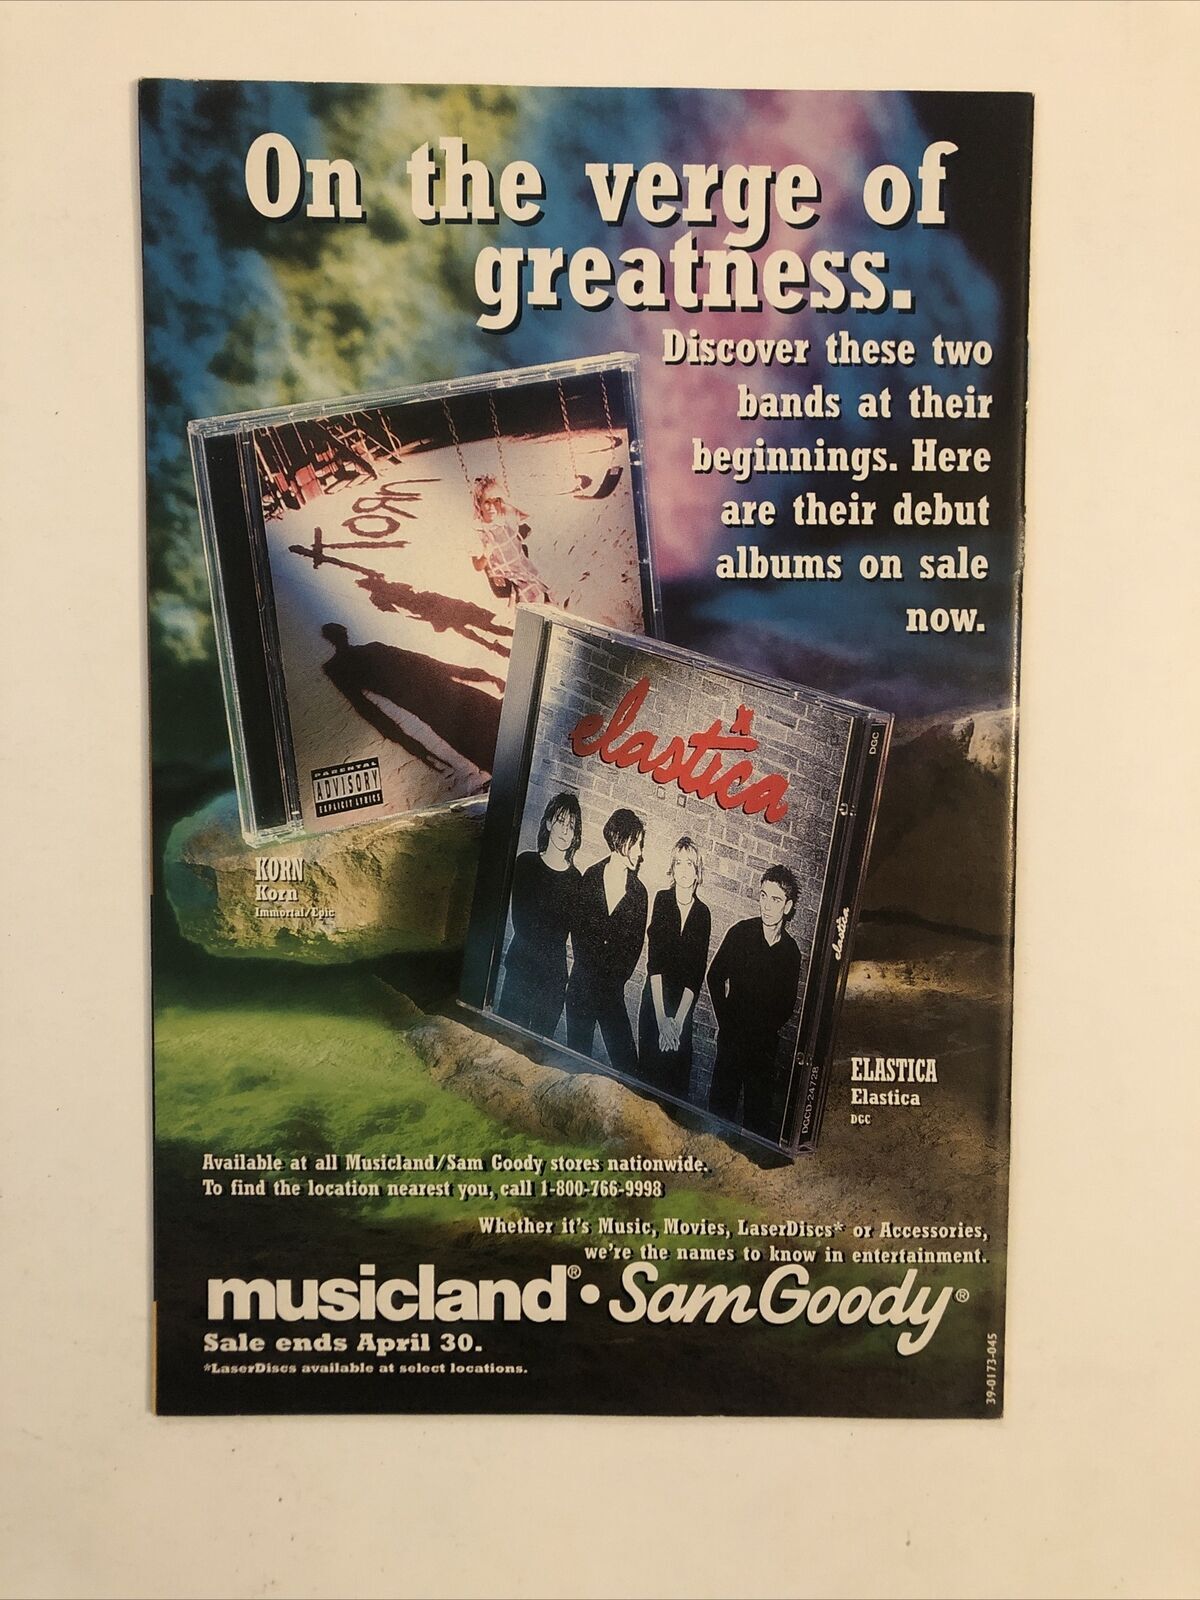 On the verge of
greatness.
Discover these two
bands at their
beginnings. Here
are their debut
albums on sale
now.
KoRn
PARENTAL
ADVISORY
EXPLICIT LYRICS
elastica
DGC
elastica
DGCD-24728
KORN
Korn
Immortal/Epic
ELASTICA
Elastica
DGC
Available at all Musicland/Sam Goody stores nationwide.
To find the location nearest you, call 1-800-766-9998
Whether it's Music, Movies, LaserDiscs* or Accessories,
we're the names to know in entertainment.
musicland® • Sam Goody®
Sale ends April 30.
*LaserDiscs available at select locations.
39-0173-045